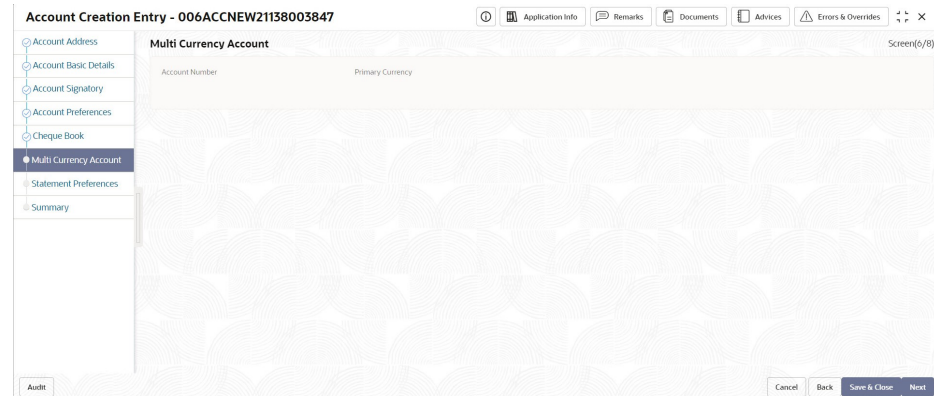 Account Creation Entry - 006ACCNEW21138003847
Application Info
Remarks
Documents
Advices
Errors & Overrides
Account Address
Account Basic Details
Account Signatory
Account Preferences
Cheque Book
Multi Currency Account
Statement Preferences
Summary
Multi Currency Account
Screen(6/8)
Account Number
Primary Currency
Audit
Cancel
Back
Save & Close
Next